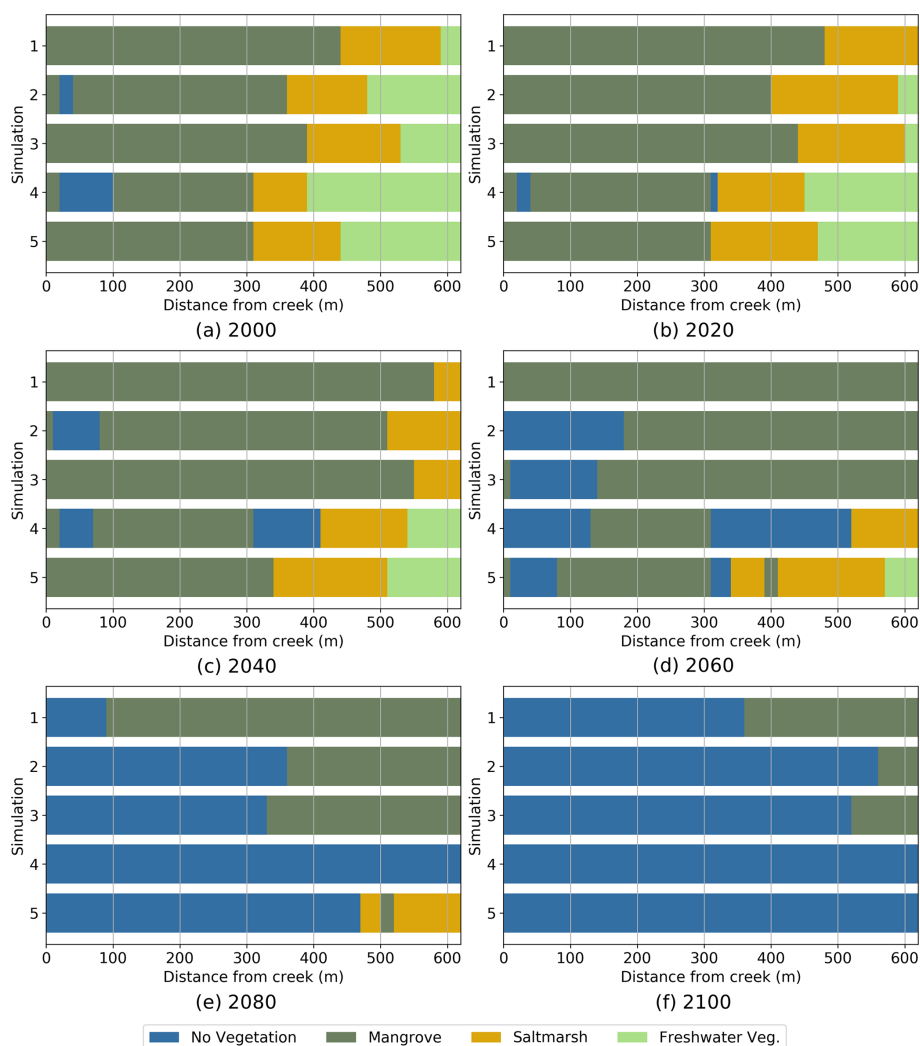 Simulation
1
2
3
4
5
0 100 200 300 400 500 600
Distance from creek (m)
(a) 2000
Simulation
1
2
3
4
5
0 100 200 300 400 500 600
Distance from creek (m)
(b) 2020
Simulation
1
2
3
4
5
0 100 200 300 400 500 600
Distance from creek (m)
(c) 2040
Simulation
1
2
3
4
5
0 100 200 300 400 500 600
Distance from creek (m)
(d) 2060
Simulation
1
2
3
4
5
0 100 200 300 400 500 600
Distance from creek (m)
(e) 2080
Simulation
1
2
3
4
5
0 100 200 300 400 500 600
Distance from creek (m)
(f) 2100
No Vegetation Mangrove Saltmarsh Freshwater Veg.